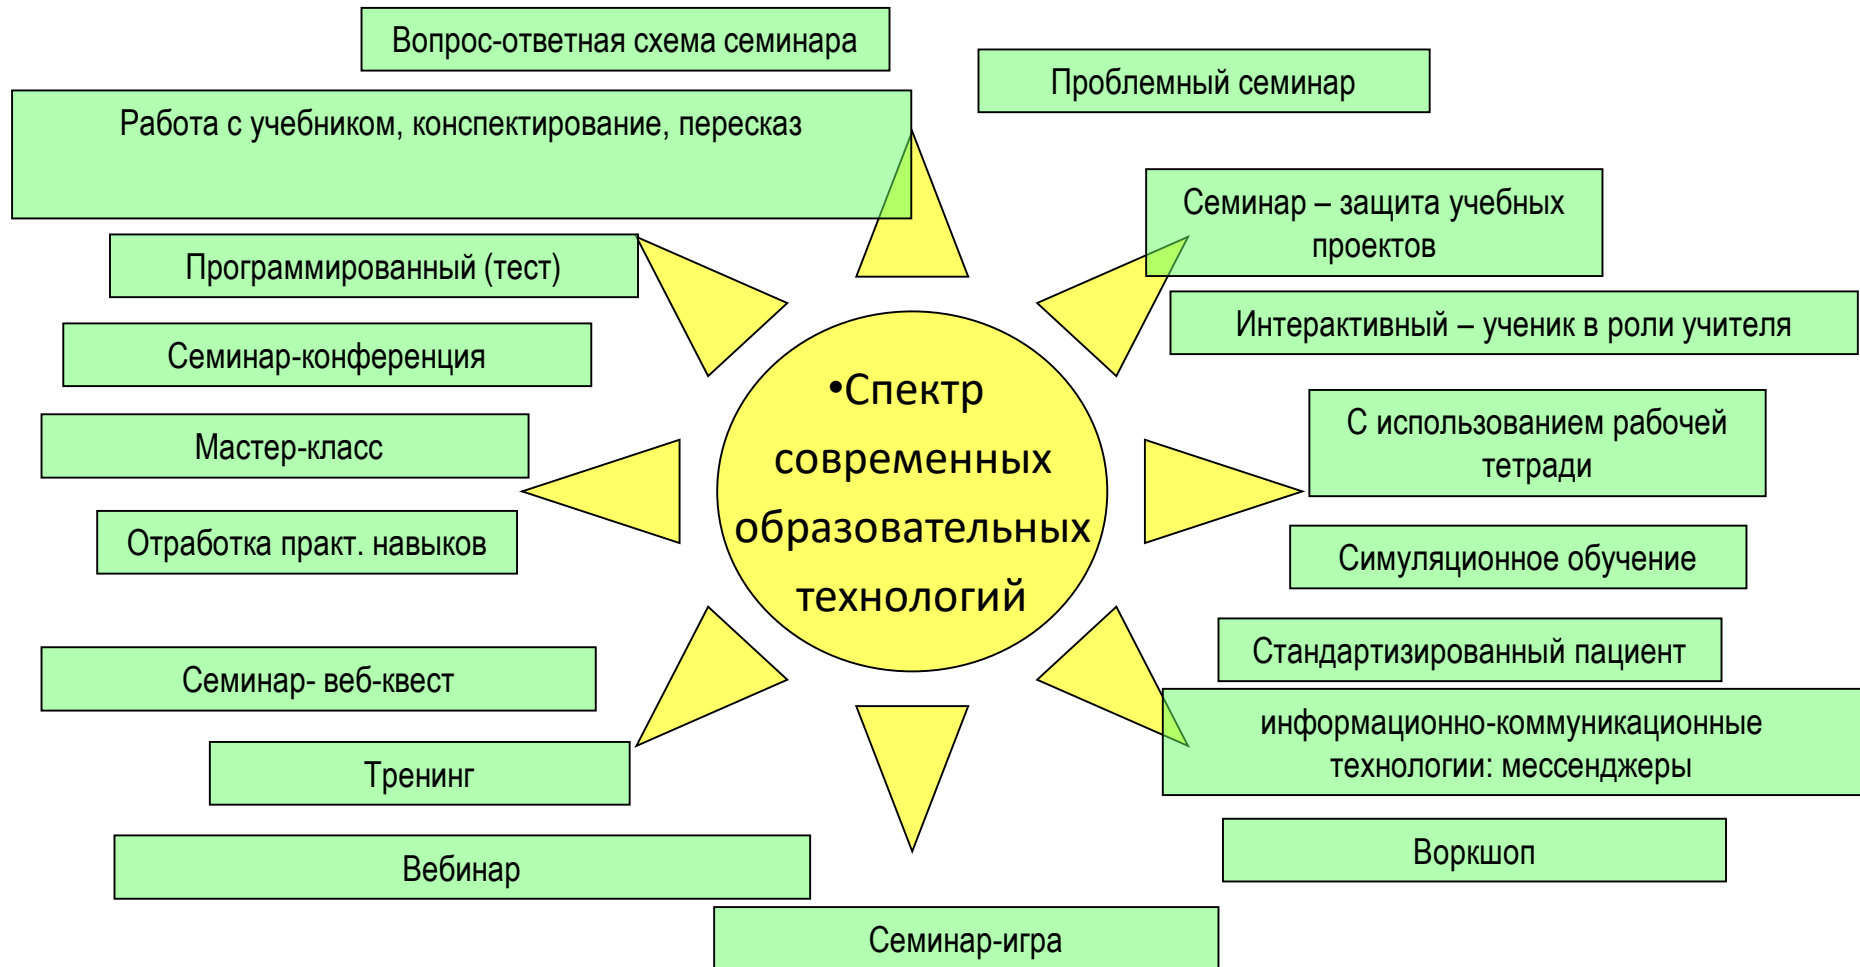 Вопрос-ответная схема семинара
Проблемный семинар
Работа с учебником, конспектирование, пересказ
Семинар – защита учебных
проектов
Программированный (тест)
Интерактивный – ученик в роли учителя
Семинар-конференция
Мастер-класс
С использованием рабочей
тетради
•Спектр
современных
образовательных
технологий
Отработка практ. навыков
Симуляционное обучение
Стандартизированный пациент
Семинар- веб-квест
информационно-коммуникационные
технологии: мессенджеры
Тренинг
Воркшоп
Вебинар
Семинар-игра